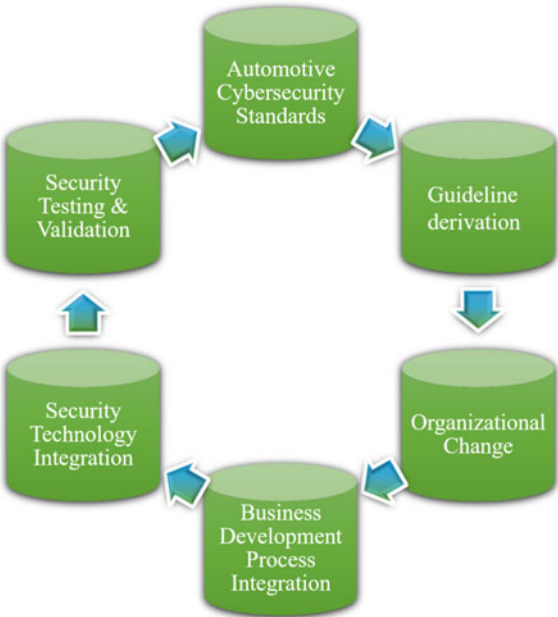 Automotive
Cybersecurity
Standards
Guideline
derivation
Organizational
Change
Business
Development
Process
Integration
Security
Technology
Integration
Security
Testing &
Validation